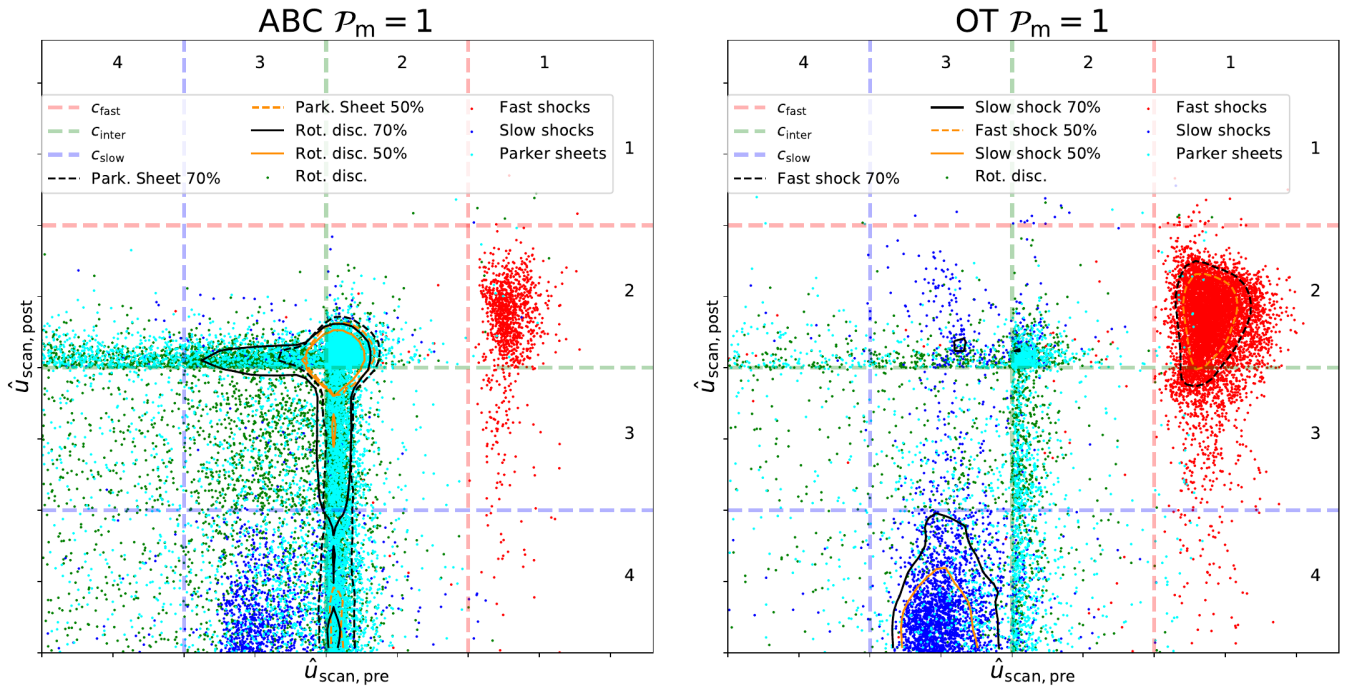 ABC 𝒫m = 1
4 3 2 1
c_fast
c_inter
c_slow
Park. Sheet 70%
Park. Sheet 50%
Rot. disc. 70%
Rot. disc. 50%
Rot. disc.
Fast shocks
Slow shocks
Parker sheets
1
2
3
4
û_scan, post
û_scan, pre
OT 𝒫m = 1
4 3 2 1
c_fast
c_inter
c_slow
Fast shock 70%
Slow shock 70%
Fast shock 50%
Slow shock 50%
Rot. disc.
Fast shocks
Slow shocks
Parker sheets
1
2
3
4
û_scan, post
û_scan, pre